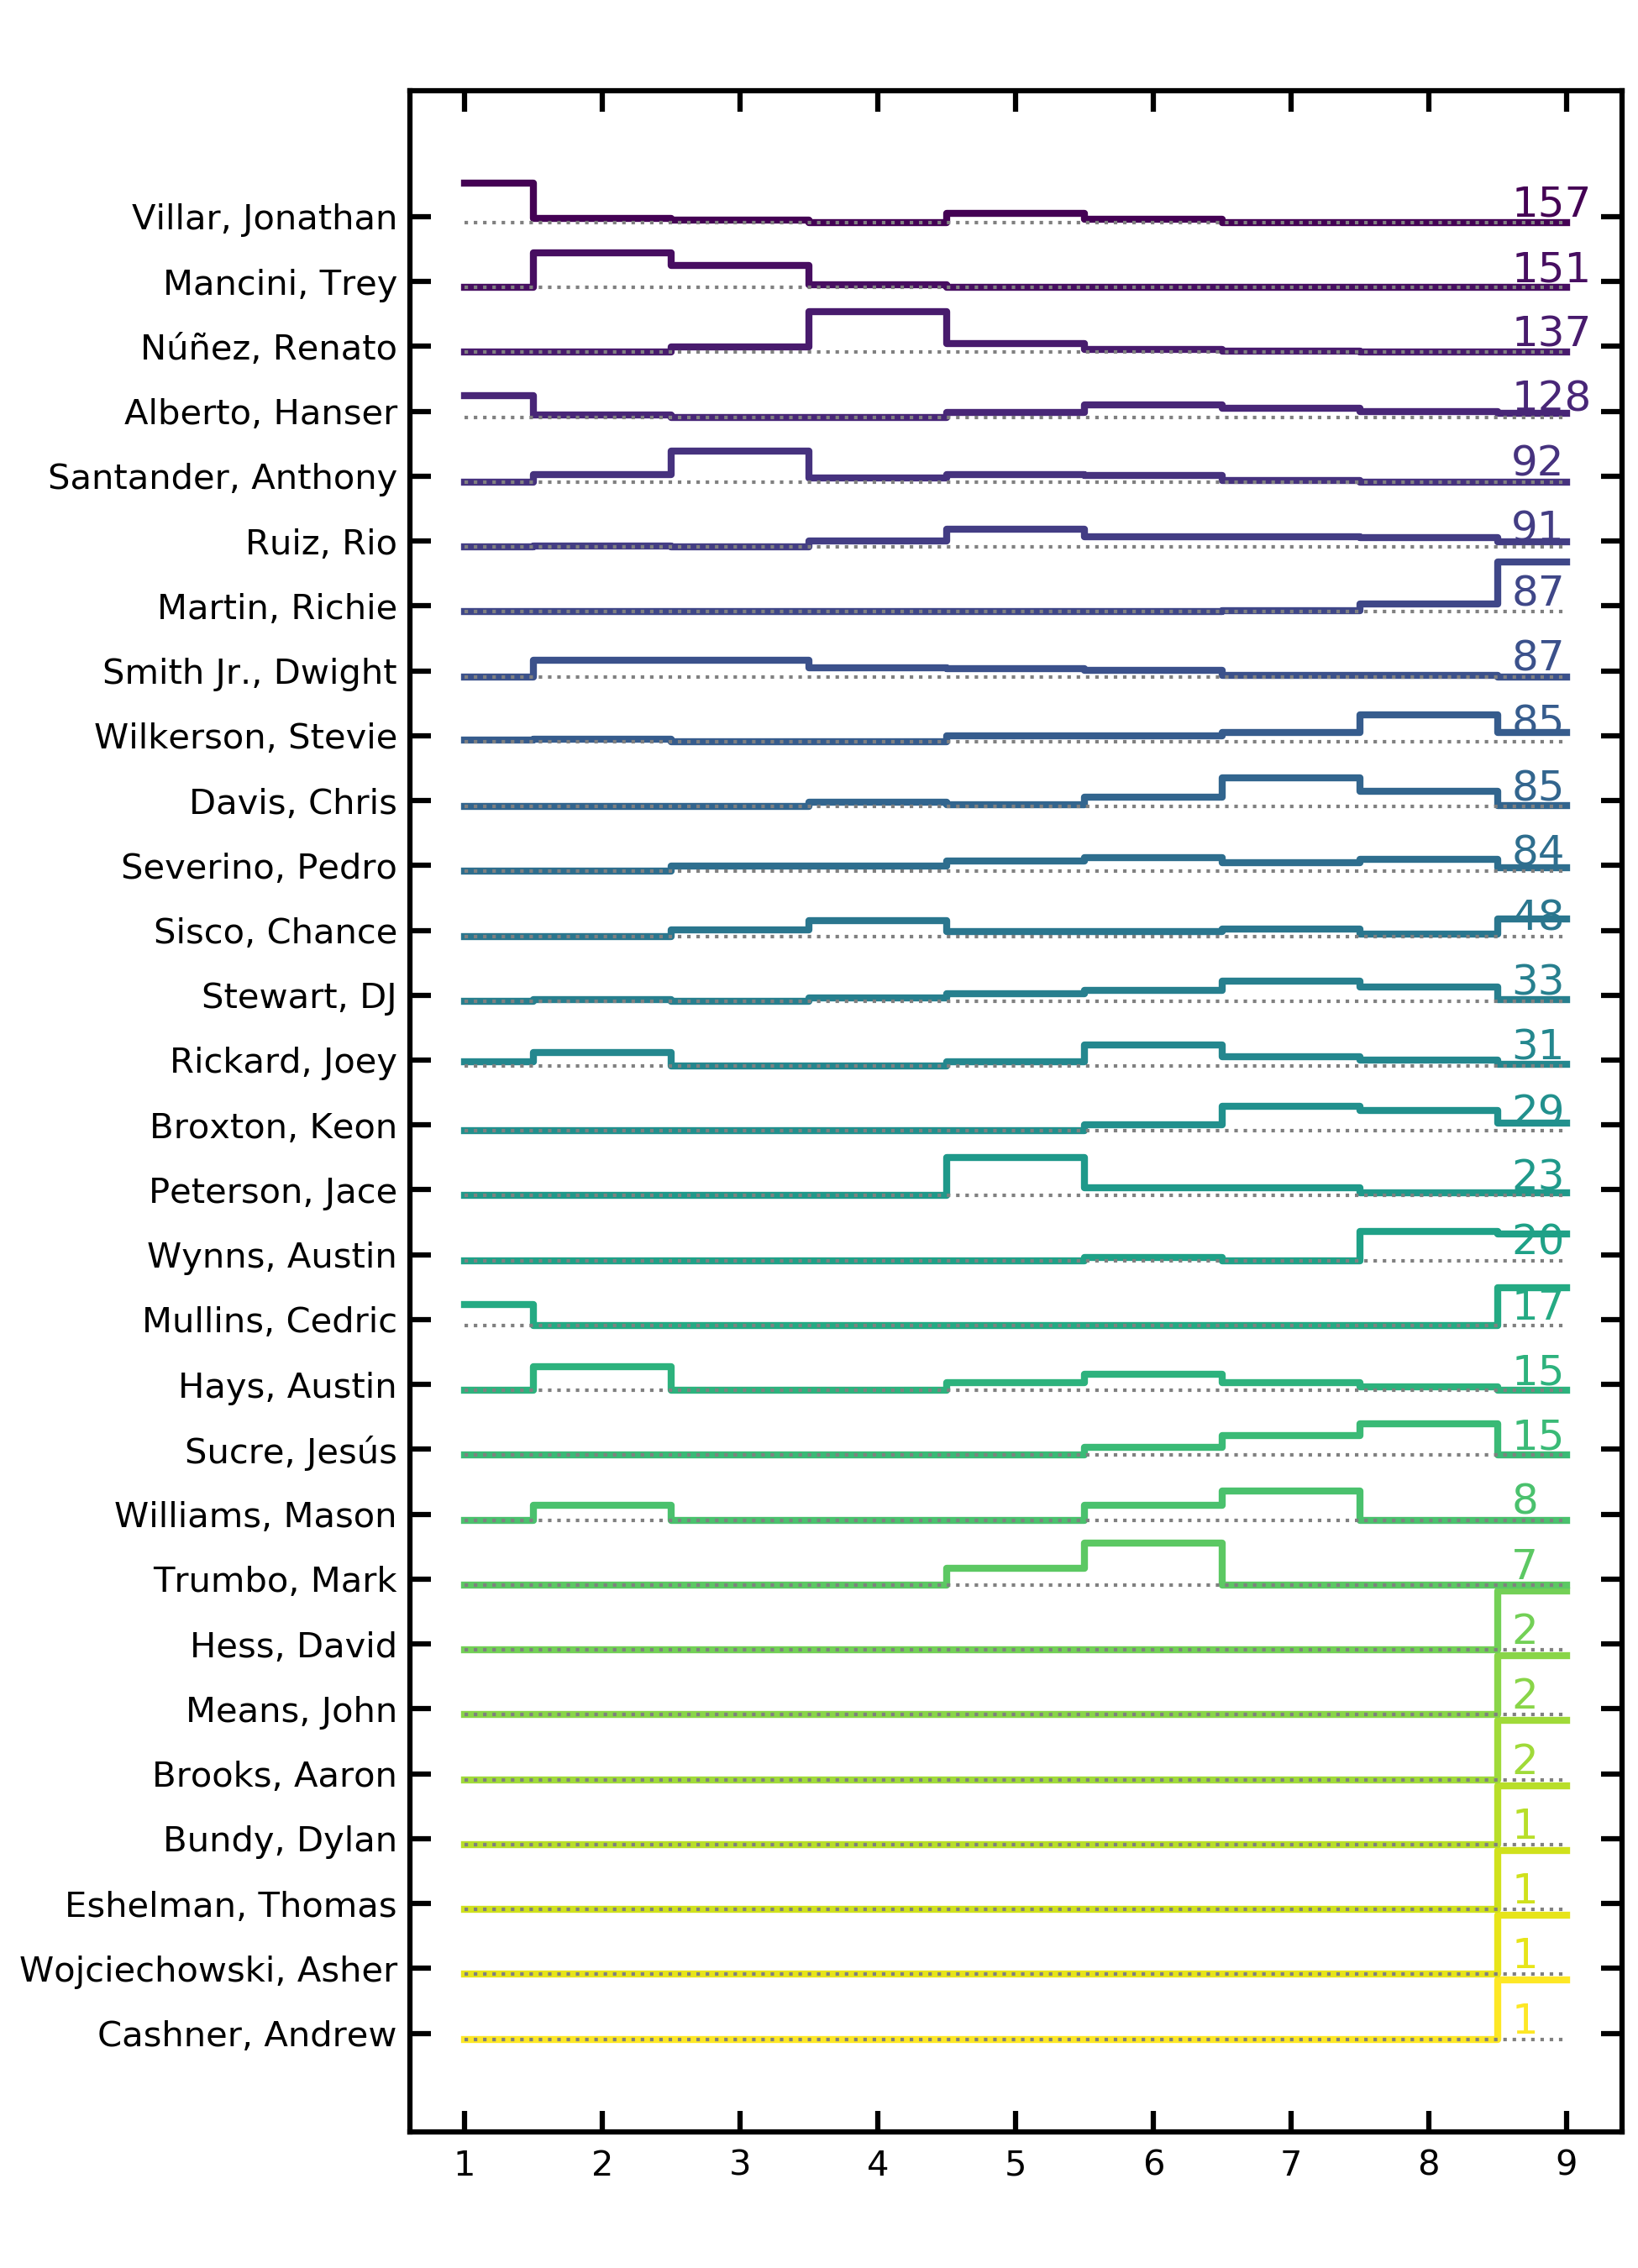 Villar, Jonathan 157
Mancini, Trey 151
Núñez, Renato 137
Alberto, Hanser 128
Santander, Anthony 92
Ruiz, Rio 91
Martin, Richie 87
Smith Jr., Dwight 87
Wilkerson, Stevie 85
Davis, Chris 85
Severino, Pedro 84
Sisco, Chance 48
Stewart, DJ 33
Rickard, Joey 31
Broxton, Keon 29
Peterson, Jace 23
Wynns, Austin 20
Mullins, Cedric 17
Hays, Austin 15
Sucre, Jesús 15
Williams, Mason 8
Trumbo, Mark 7
Hess, David 2
Means, John 2
Brooks, Aaron 2
Bundy, Dylan 1
Eshelman, Thomas 1
Wojciechowski, Asher 1
Cashner, Andrew 1
1 2 3 4 5 6 7 8 9